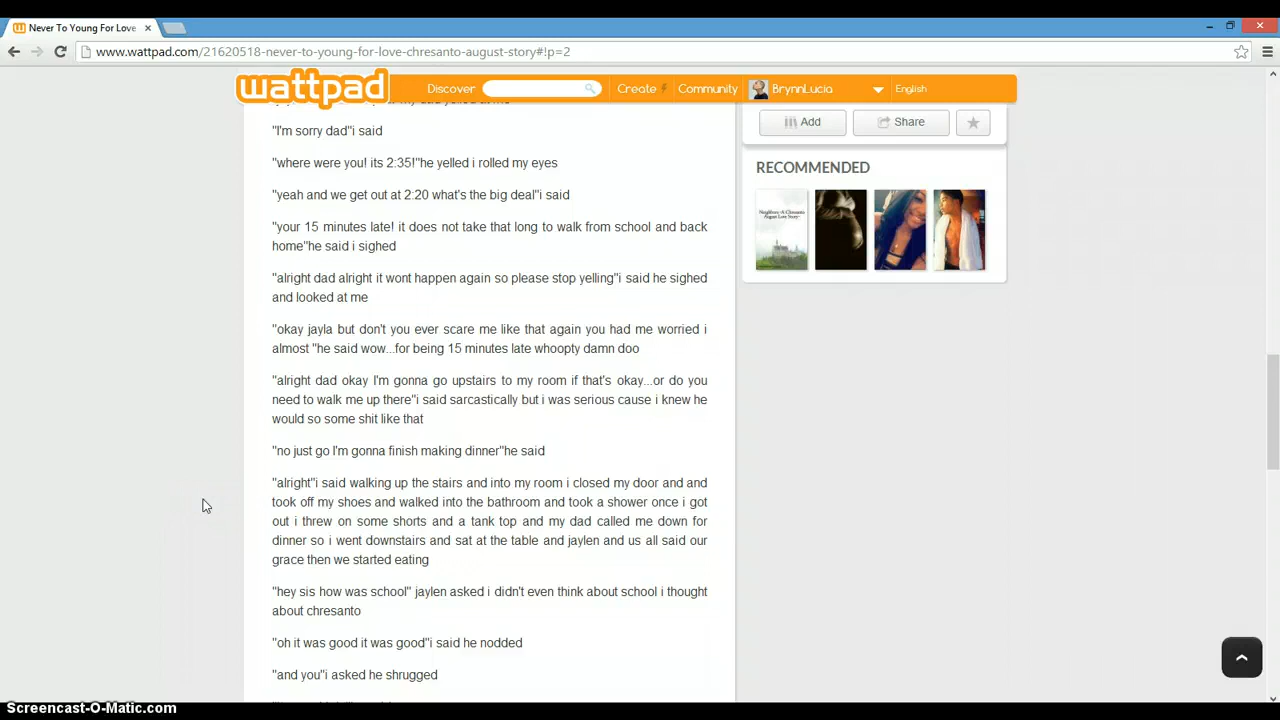 Never To Young For Love
www.wattpad.com/21620518-never-to-young-for-love-chresanto-august-story#!p=2
wattpad
Discover
Create
Community
BrynnLucia
English
"I'm sorry dad"i said
"where were you! its 2:35!"he yelled i rolled my eyes
"yeah and we get out at 2:20 what's the big deal"i said
"your 15 minutes late! it does not take that long to walk from school and back
home"he said i sighed
"alright dad alright it wont happen again so please stop yelling"i said he sighed
and looked at me
"okay jayla but don't you ever scare me like that again you had me worried i
almost "he said wow...for being 15 minutes late whoopty damn doo
"alright dad okay I'm gonna go upstairs to my room if that's okay...or do you
need to walk me up there"i said sarcastically but i was serious cause i knew he
would so some shit like that
"no just go I'm gonna finish making dinner"he said
"alright"i said walking up the stairs and into my room i closed my door and and
took off my shoes and walked into the bathroom and took a shower once i got
out i threw on some shorts and a tank top and my dad called me down for
dinner so i went downstairs and sat at the table and jaylen and us all said our
grace then we started eating
"hey sis how was school" jaylen asked i didn't even think about school i thought
about chresanto
"oh it was good it was good"i said he nodded
"and you"i asked he shrugged
Add
Share
RECOMMENDED
Neighbors-A Chresanto
August Love Story-
Screencast-O-Matic.com